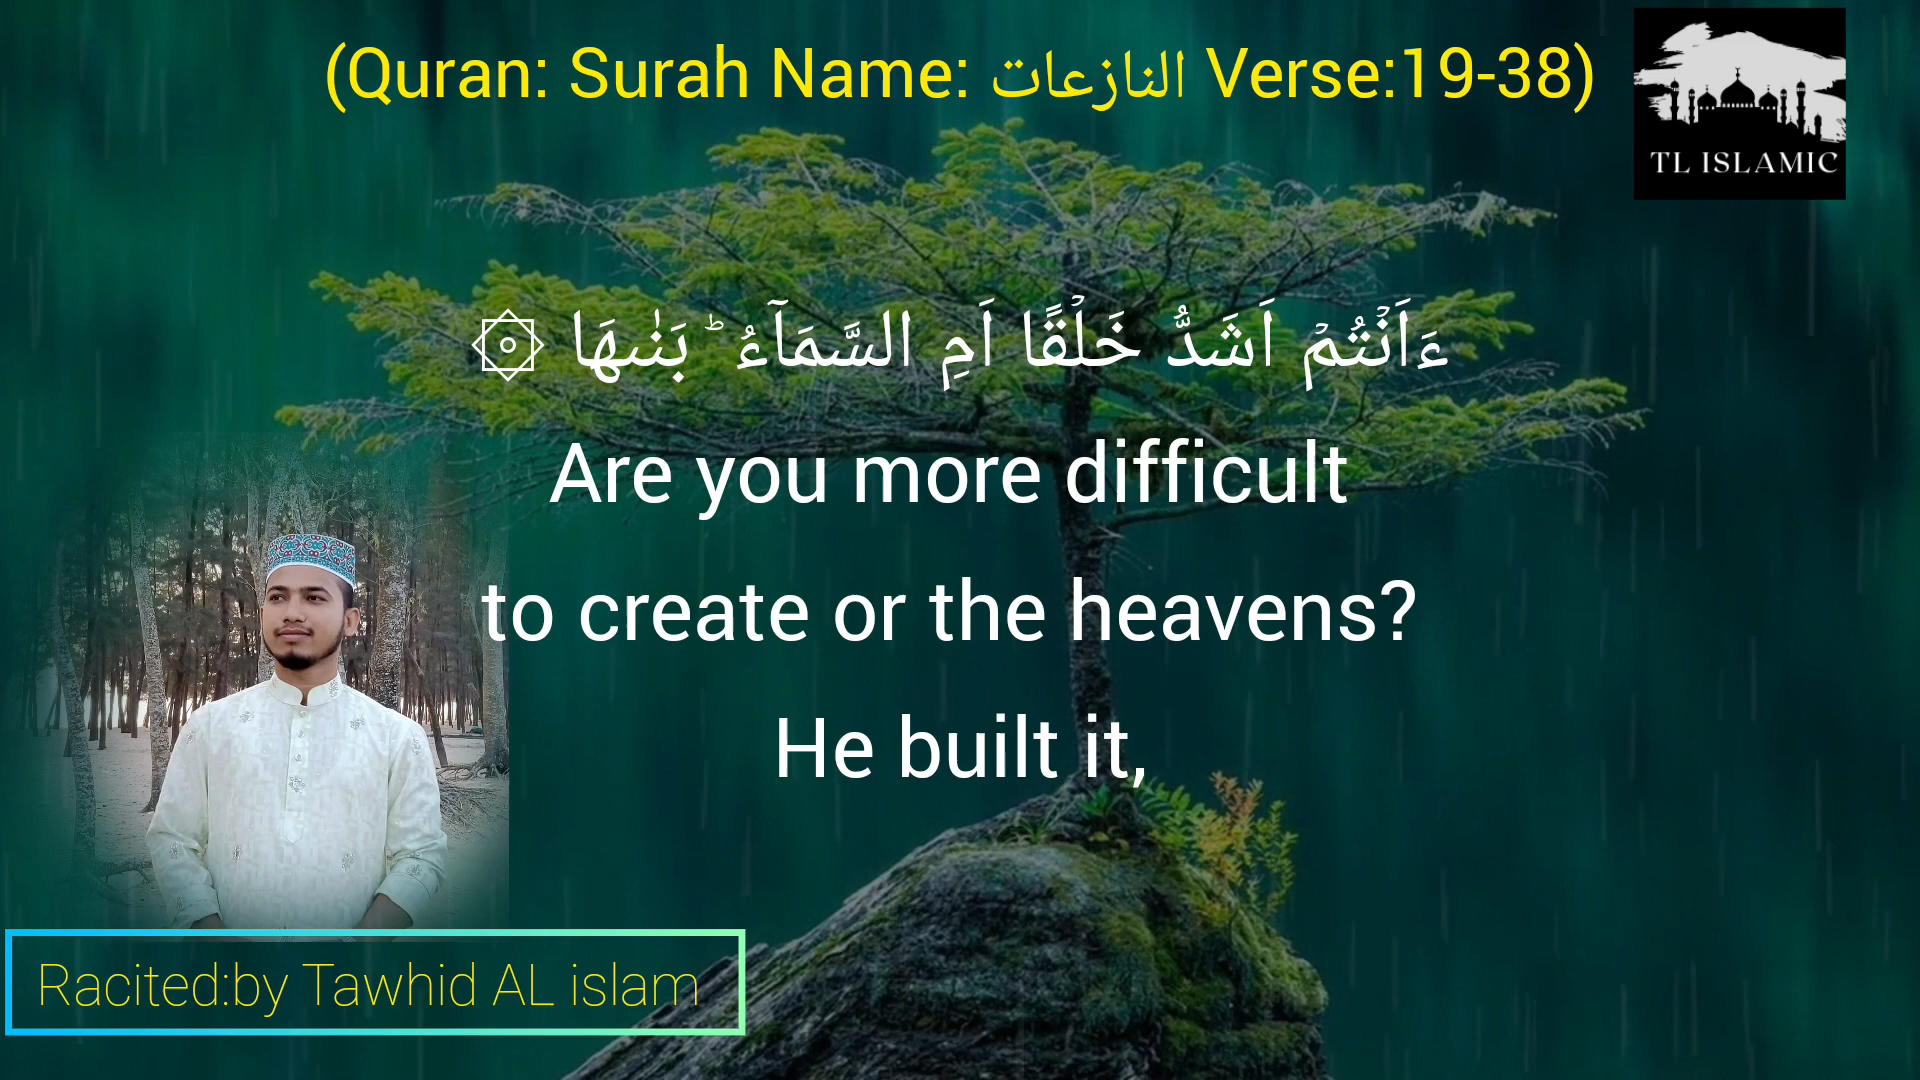 (Quran: Surah Name: النازعات Verse:19-38)
TL ISLAMIC
ءَاَنۡتُمۡ اَشَدُّ خَلۡقًا اَمِ السَّمَآءُ‌ ؕ بَنٰٮهَا ۞
Are you more difficult
to create or the heavens?
He built it,
Racited:by Tawhid AL islam